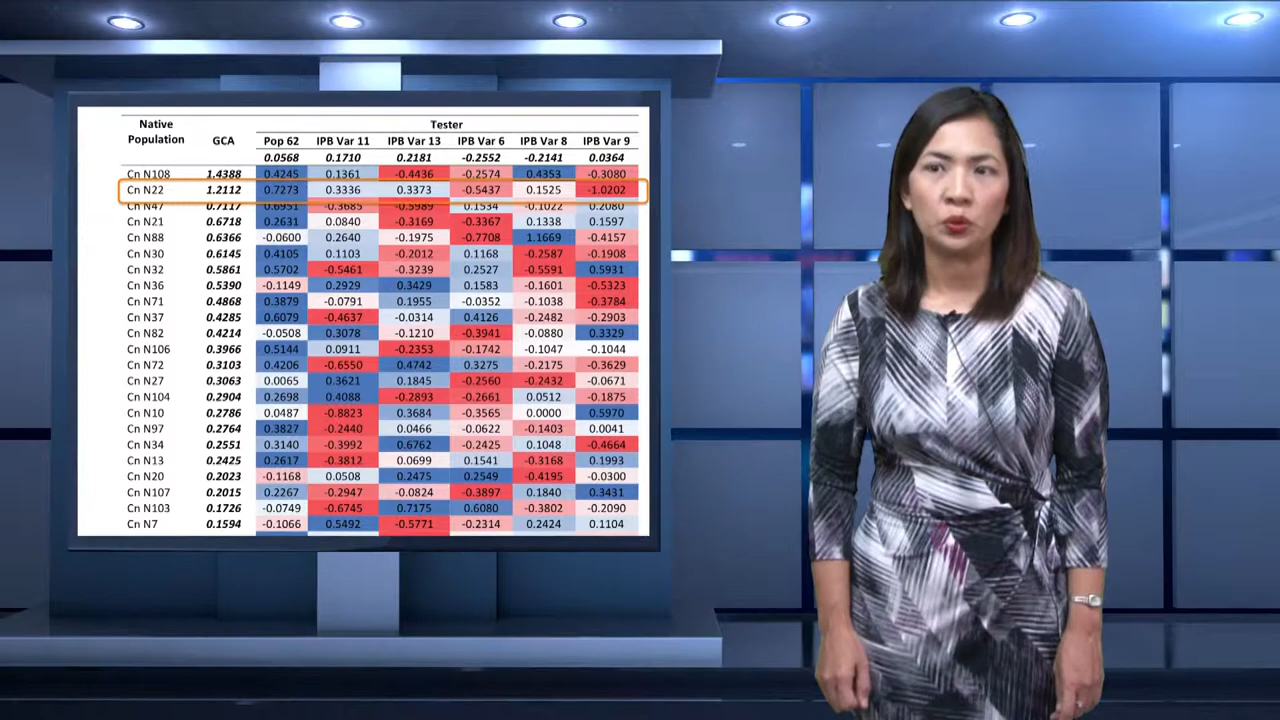 Native Population GCA Tester
Pop 62 IPB Var 11 IPB Var 13 IPB Var 6 IPB Var 8 IPB Var 9
0.0568 0.1710 0.2181 -0.2552 -0.2141 0.0364
Cn N108 1.4388 0.4245 0.1361 -0.4436 -0.2574 0.4353 -0.3080
Cn N22 1.2112 0.7273 0.3336 0.3373 -0.5437 0.1525 -1.0202
Cn N47 0.7117 0.6951 -0.3685 -0.5989 0.1534 -0.1022 0.2080
Cn N21 0.6718 0.2631 0.0840 -0.3169 -0.3367 0.1338 0.1597
Cn N88 0.6366 -0.0600 0.2640 -0.1975 -0.7708 1.1669 -0.4157
Cn N30 0.6145 0.4105 0.1103 -0.2012 0.1168 -0.2587 -0.1908
Cn N32 0.5861 0.5702 -0.5461 -0.3239 0.2527 -0.5591 0.5931
Cn N36 0.5390 -0.1149 0.2929 0.3429 0.1583 -0.1601 -0.5323
Cn N71 0.4868 0.3879 -0.0791 0.1955 -0.0352 -0.1038 -0.3784
Cn N37 0.4285 0.6079 -0.4637 -0.0314 0.4126 -0.2482 -0.2903
Cn N82 0.4214 -0.0508 0.3078 -0.1210 -0.3941 -0.0880 0.3329
Cn N106 0.3966 0.5144 0.0911 -0.2353 -0.1742 -0.1047 -0.1044
Cn N72 0.3103 0.4206 -0.6550 0.4742 0.3275 -0.2175 -0.3629
Cn N27 0.3063 0.0065 0.3621 0.1845 -0.2560 -0.2432 -0.0671
Cn N104 0.2904 0.2698 0.4088 -0.2893 -0.2661 0.0512 -0.1875
Cn N10 0.2786 0.0487 -0.8823 0.3684 -0.3565 0.0000 0.5970
Cn N97 0.2764 0.3827 -0.2440 0.0466 -0.0622 -0.1403 0.0041
Cn N34 0.2551 0.3140 -0.3992 0.6762 -0.2425 0.1048 -0.4664
Cn N13 0.2425 0.2617 -0.3812 0.0699 0.1541 -0.3168 0.1993
Cn N20 0.2023 -0.1168 0.0508 0.2475 0.2549 -0.4195 -0.0300
Cn N107 0.2015 0.2267 -0.2947 -0.0824 -0.3897 0.1840 0.3431
Cn N103 0.1726 -0.0749 -0.6745 0.7175 0.6080 -0.3802 -0.2090
Cn N7 0.1594 -0.1066 0.5492 -0.5771 -0.2314 0.2424 0.1104